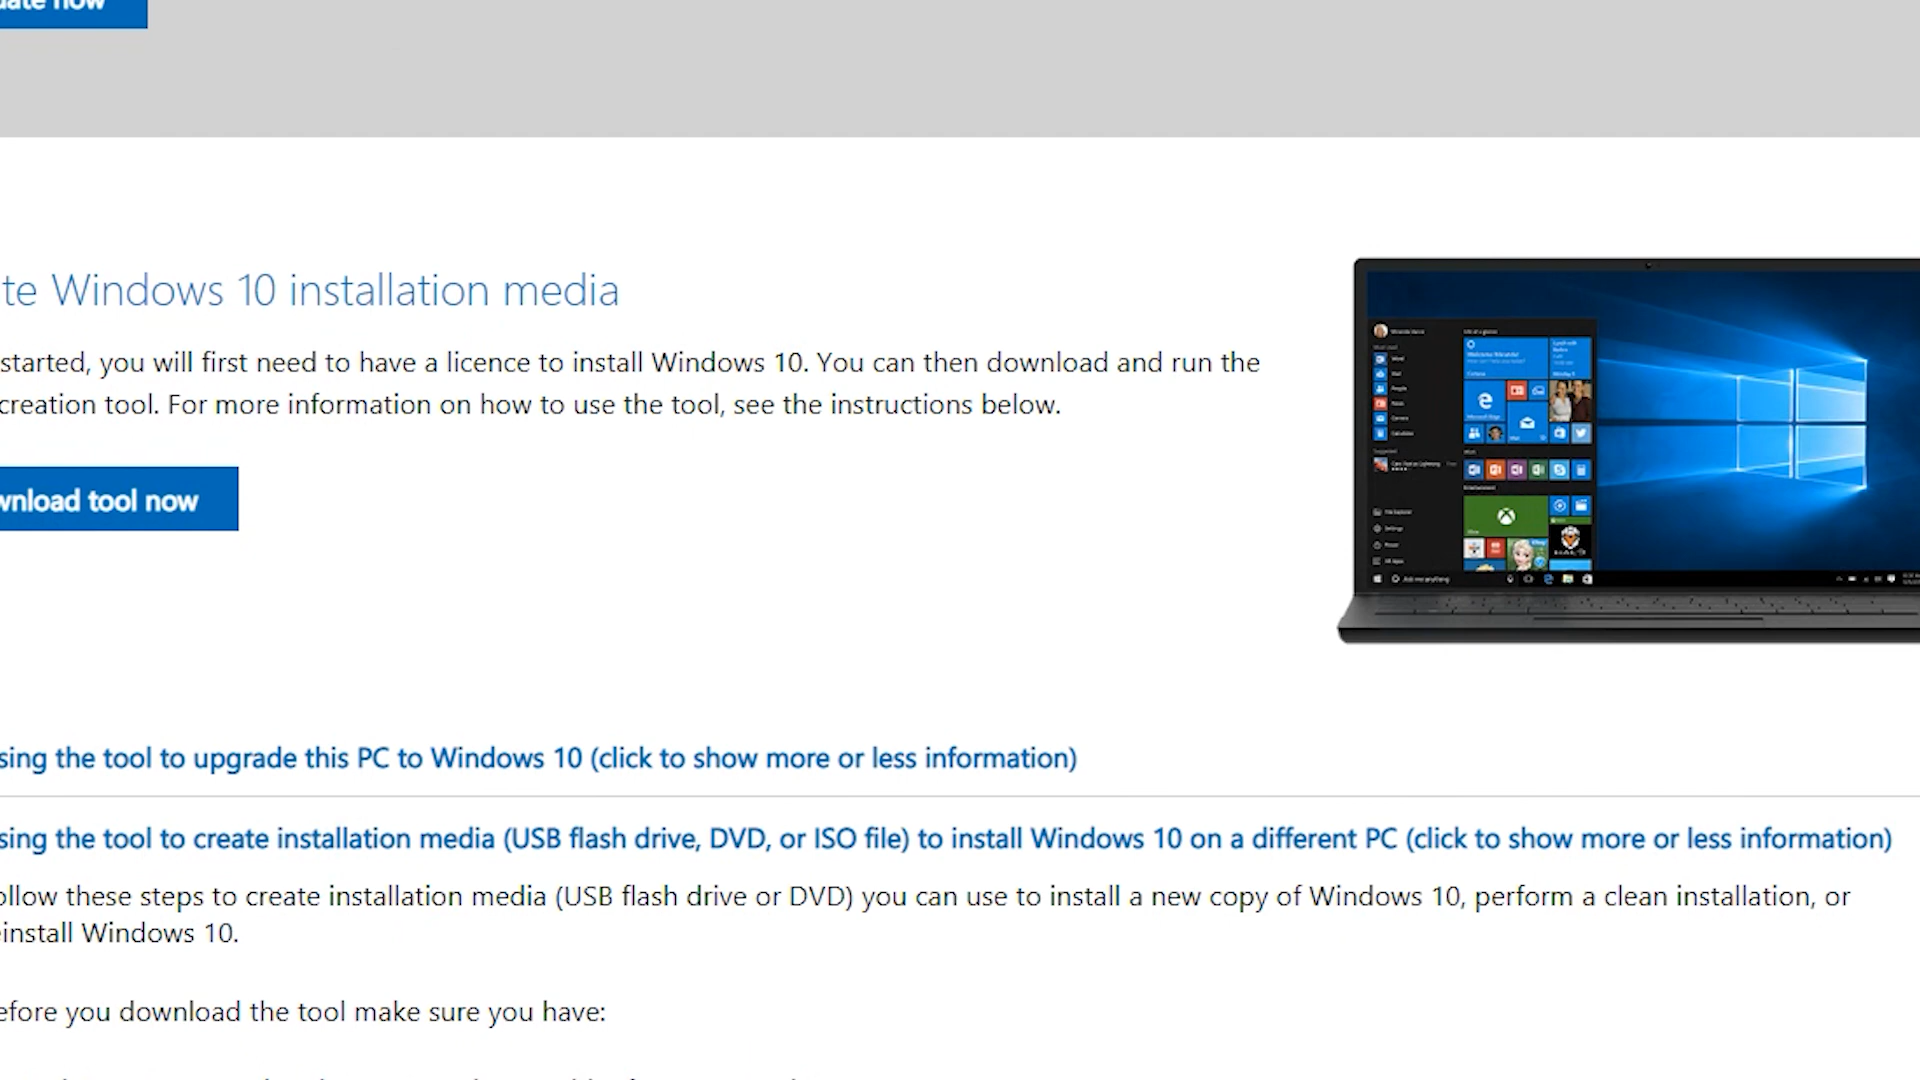 date now
te Windows 10 installation media
started, you will first need to have a licence to install Windows 10. You can then download and run the
creation tool. For more information on how to use the tool, see the instructions below.
wnload tool now
sing the tool to upgrade this PC to Windows 10 (click to show more or less information)
sing the tool to create installation media (USB flash drive, DVD, or ISO file) to install Windows 10 on a different PC (click to show more or less information)
ollow these steps to create installation media (USB flash drive or DVD) you can use to install a new copy of Windows 10, perform a clean installation, or
einstall Windows 10.
efore you download the tool make sure you have: